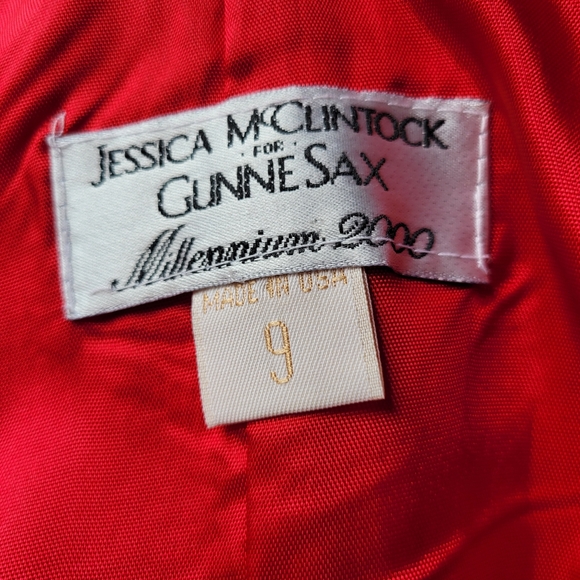 JESSICA McCLINTOCK
· FOR ·
GUNNE SAX
Millennium 2000
MADE IN USA
9